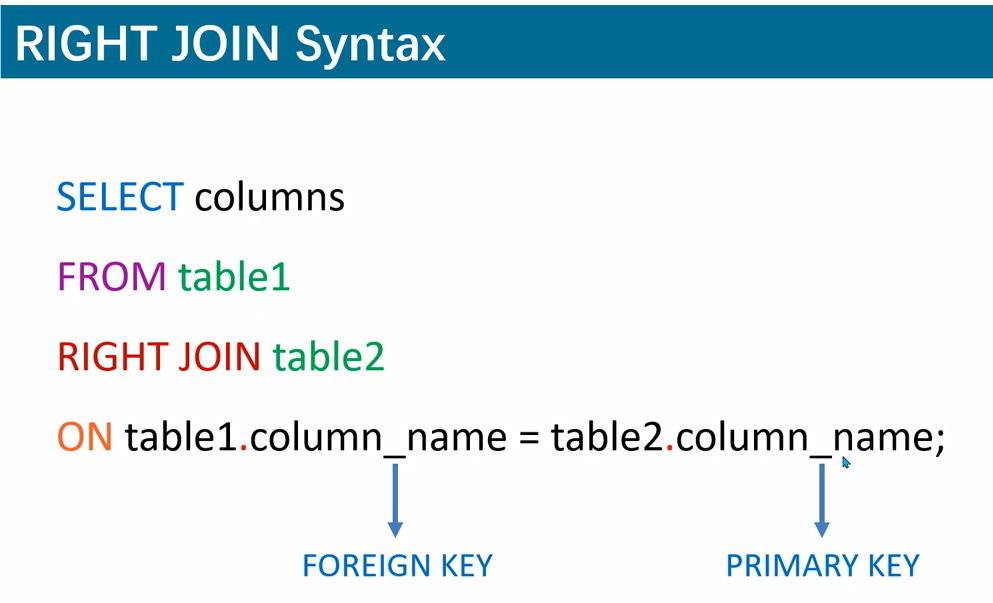 RIGHT JOIN Syntax
SELECT columns
FROM table1
RIGHT JOIN table2
ON table1.column_name = table2.column_name;
FOREIGN KEY
PRIMARY KEY